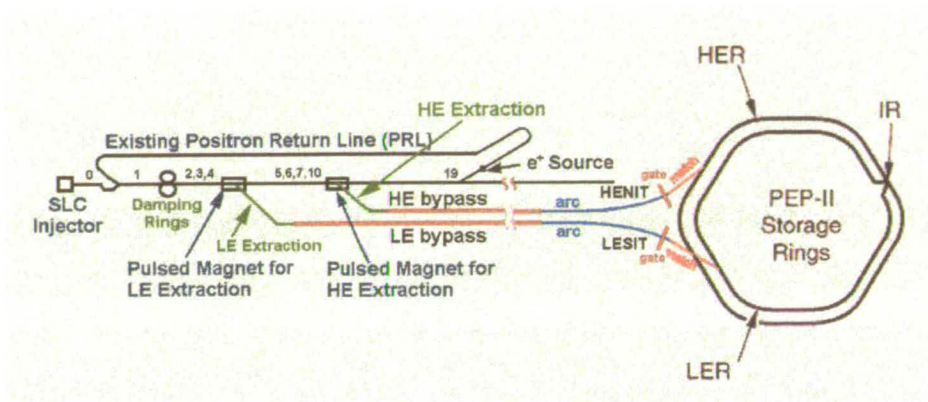 HER
IR
HE Extraction
Existing Positron Return Line (PRL)
e+ Source
0
1
2,3,4
5,6,7,10
19
gate
match
HENIT
SLC
Injector
Damping
Rings
HE bypass
arc
PEP-II
Storage
Rings
LE Extraction
LE bypass
arc
LESIT
gate
match
Pulsed Magnet for
LE Extraction
Pulsed Magnet for
HE Extraction
LER